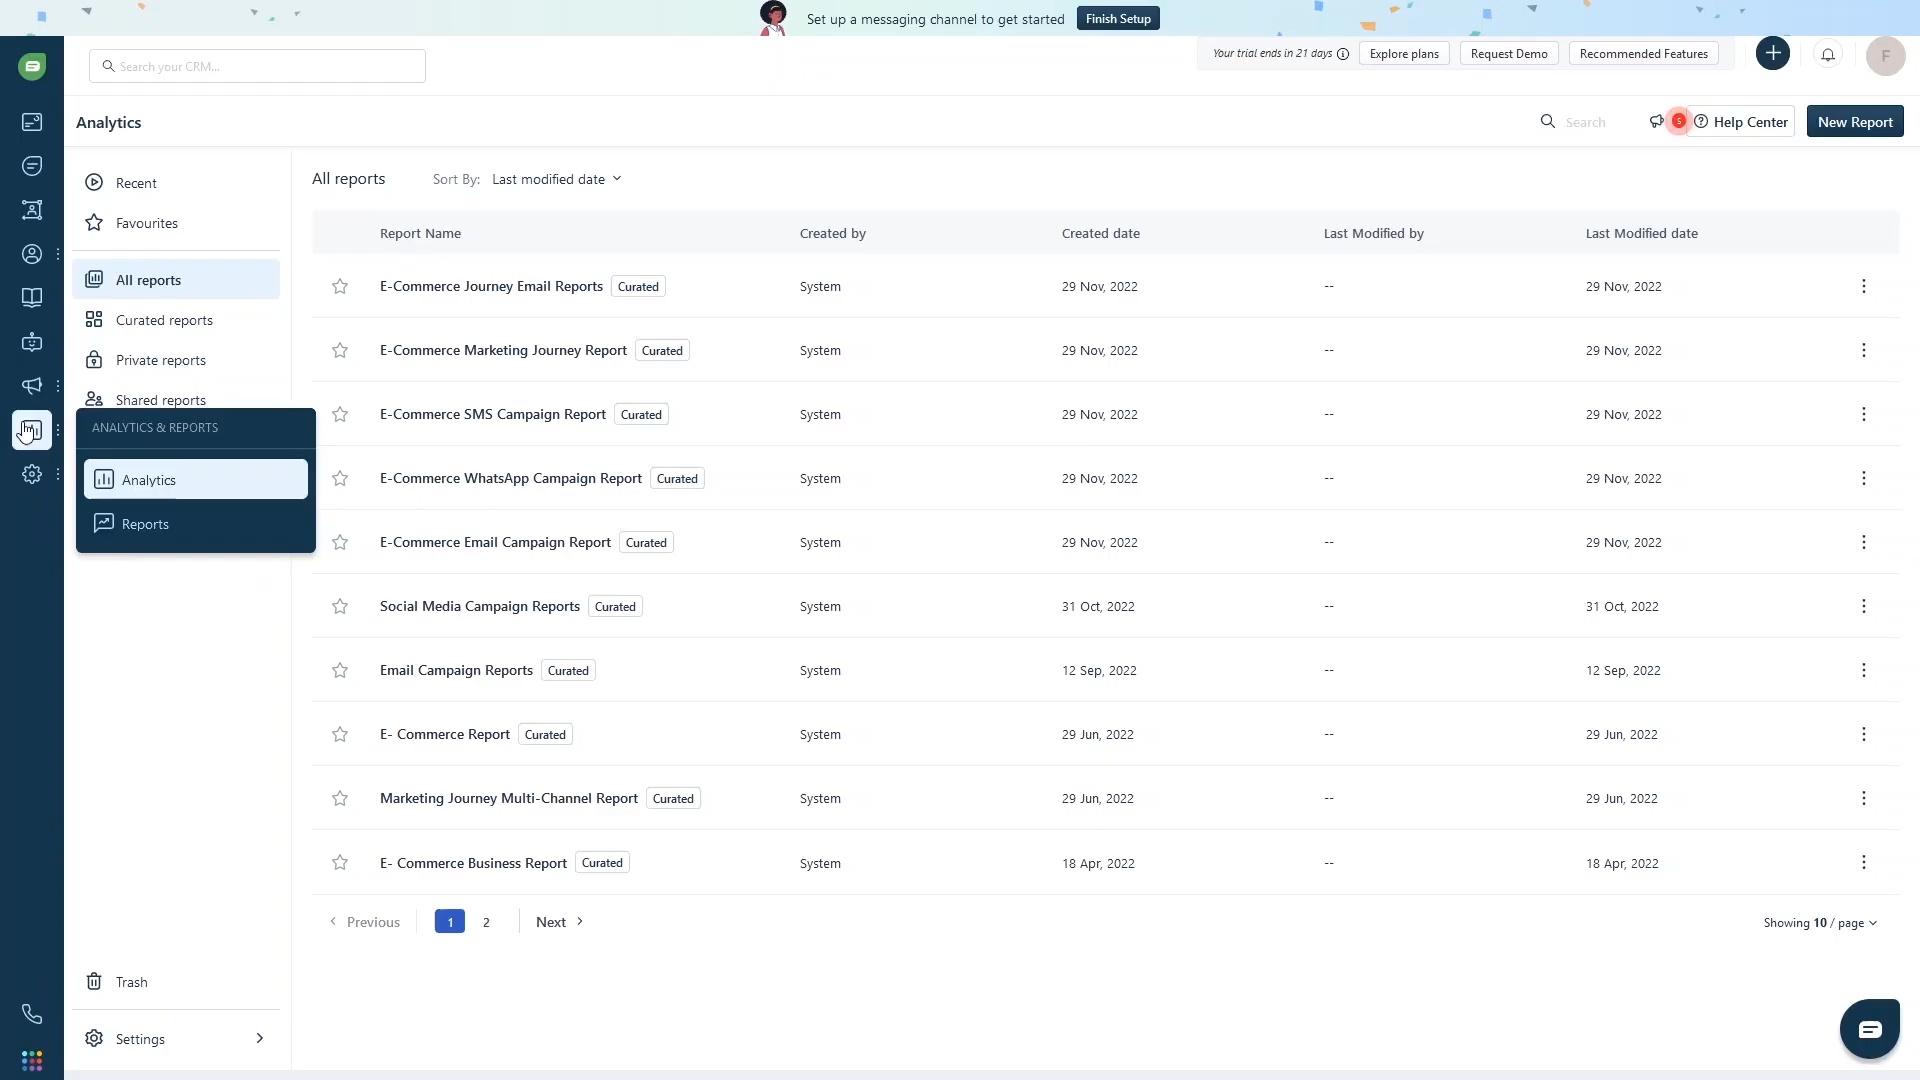 Set up a messaging channel to get started Finish Setup
Search your CRM...
Your trial ends in 21 days Explore plans Request Demo Recommended Features
F
Analytics
Search 5 Help Center New Report
Recent
Favourites
All reports
Curated reports
Private reports
Shared reports
ANALYTICS & REPORTS
Analytics
Reports
Trash
Settings
All reports Sort By: Last modified date
Report Name Created by Created date Last Modified by Last Modified date
E-Commerce Journey Email Reports Curated System 29 Nov, 2022 -- 29 Nov, 2022
E-Commerce Marketing Journey Report Curated System 29 Nov, 2022 -- 29 Nov, 2022
E-Commerce SMS Campaign Report Curated System 29 Nov, 2022 -- 29 Nov, 2022
E-Commerce WhatsApp Campaign Report Curated System 29 Nov, 2022 -- 29 Nov, 2022
E-Commerce Email Campaign Report Curated System 29 Nov, 2022 -- 29 Nov, 2022
Social Media Campaign Reports Curated System 31 Oct, 2022 -- 31 Oct, 2022
Email Campaign Reports Curated System 12 Sep, 2022 -- 12 Sep, 2022
E- Commerce Report Curated System 29 Jun, 2022 -- 29 Jun, 2022
Marketing Journey Multi-Channel Report Curated System 29 Jun, 2022 -- 29 Jun, 2022
E- Commerce Business Report Curated System 18 Apr, 2022 -- 18 Apr, 2022
Previous 1 2 Next Showing 10 / page